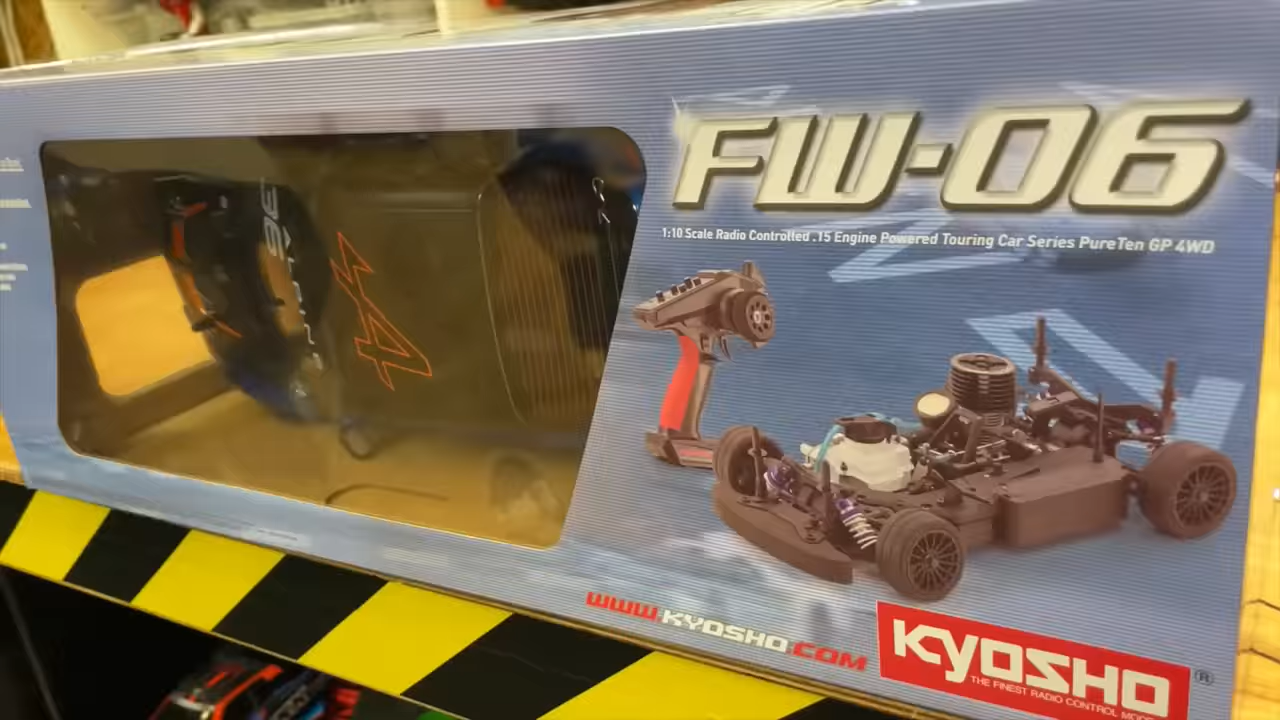 FW-06
1:10 Scale Radio Controlled .15 Engine Powered Touring Car Series PureTen GP 4WD
www.KYOSHO.COM
KYOSHO®
THE FINEST RADIO CONTROL